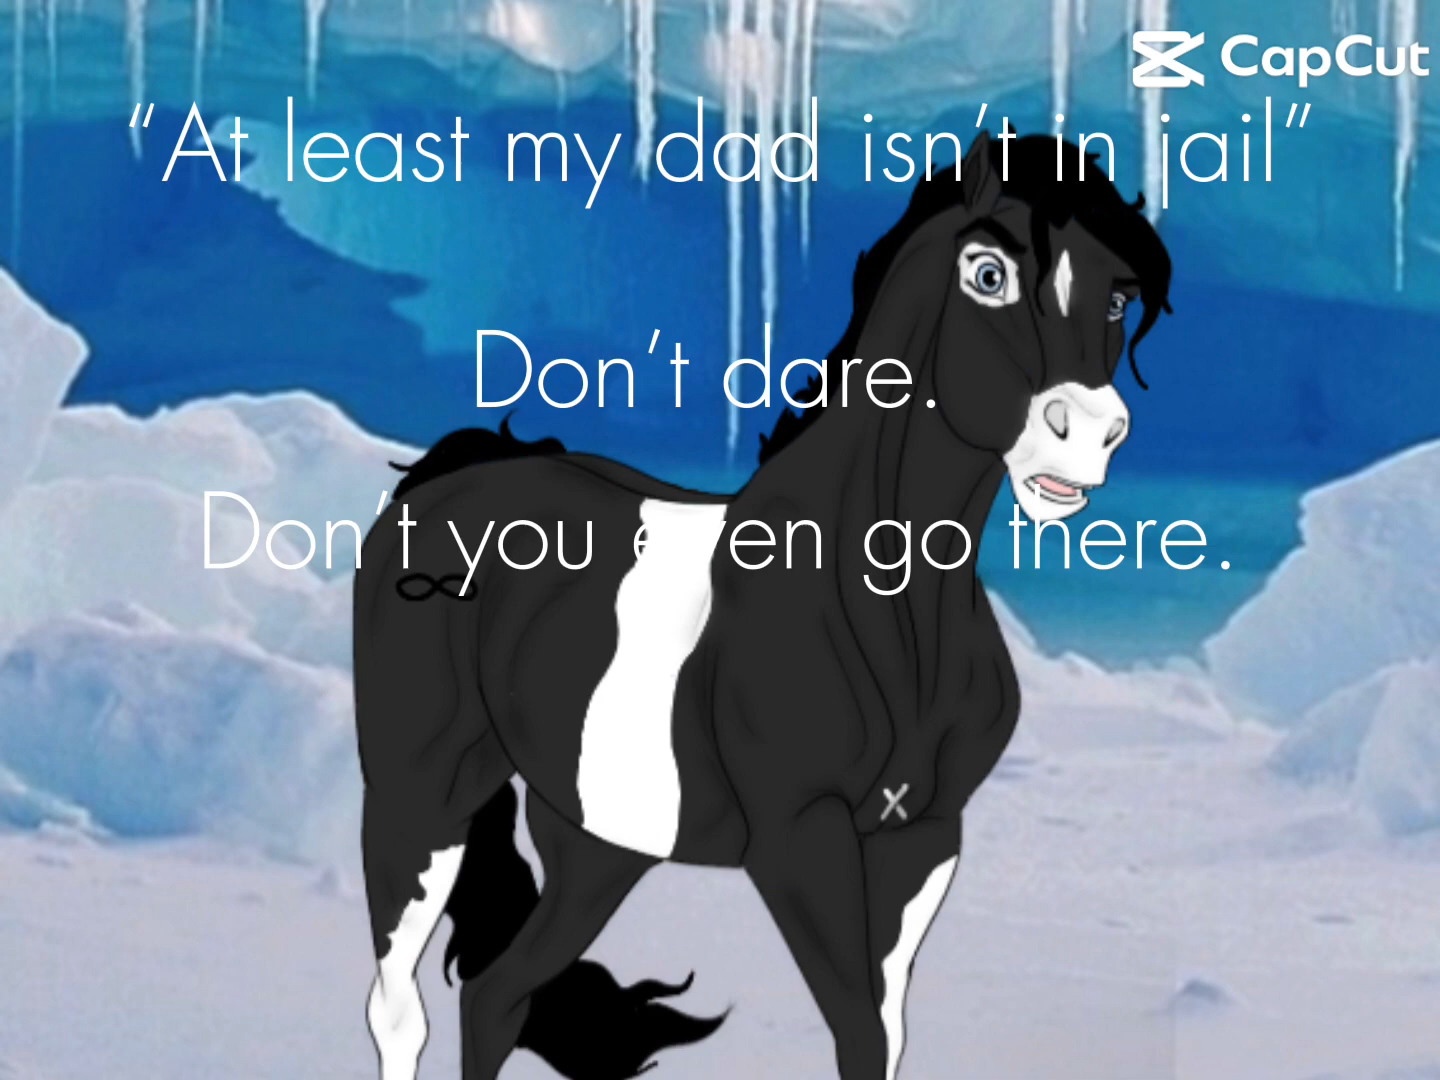 CapCut
“At least my dad isn’t in jail”
Don’t dare.
Don’t you even go there.